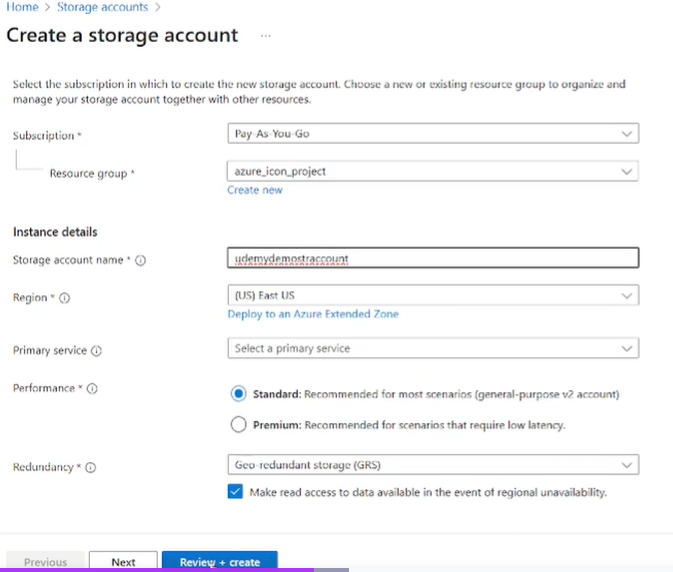 Home > Storage accounts >
Create a storage account ...
Select the subscription in which to create the new storage account. Choose a new or existing resource group to organize and
manage your storage account together with other resources.
Subscription *
Pay-As-You-Go
Resource group *
azure_icon_project
Create new
Instance details
Storage account name *
udemydemostraccount
Region *
(US) East US
Deploy to an Azure Extended Zone
Primary service
Select a primary service
Performance *
Standard: Recommended for most scenarios (general-purpose v2 account)
Premium: Recommended for scenarios that require low latency.
Redundancy *
Geo-redundant storage (GRS)
Make read access to data available in the event of regional unavailability.
Previous
Next
Review + create